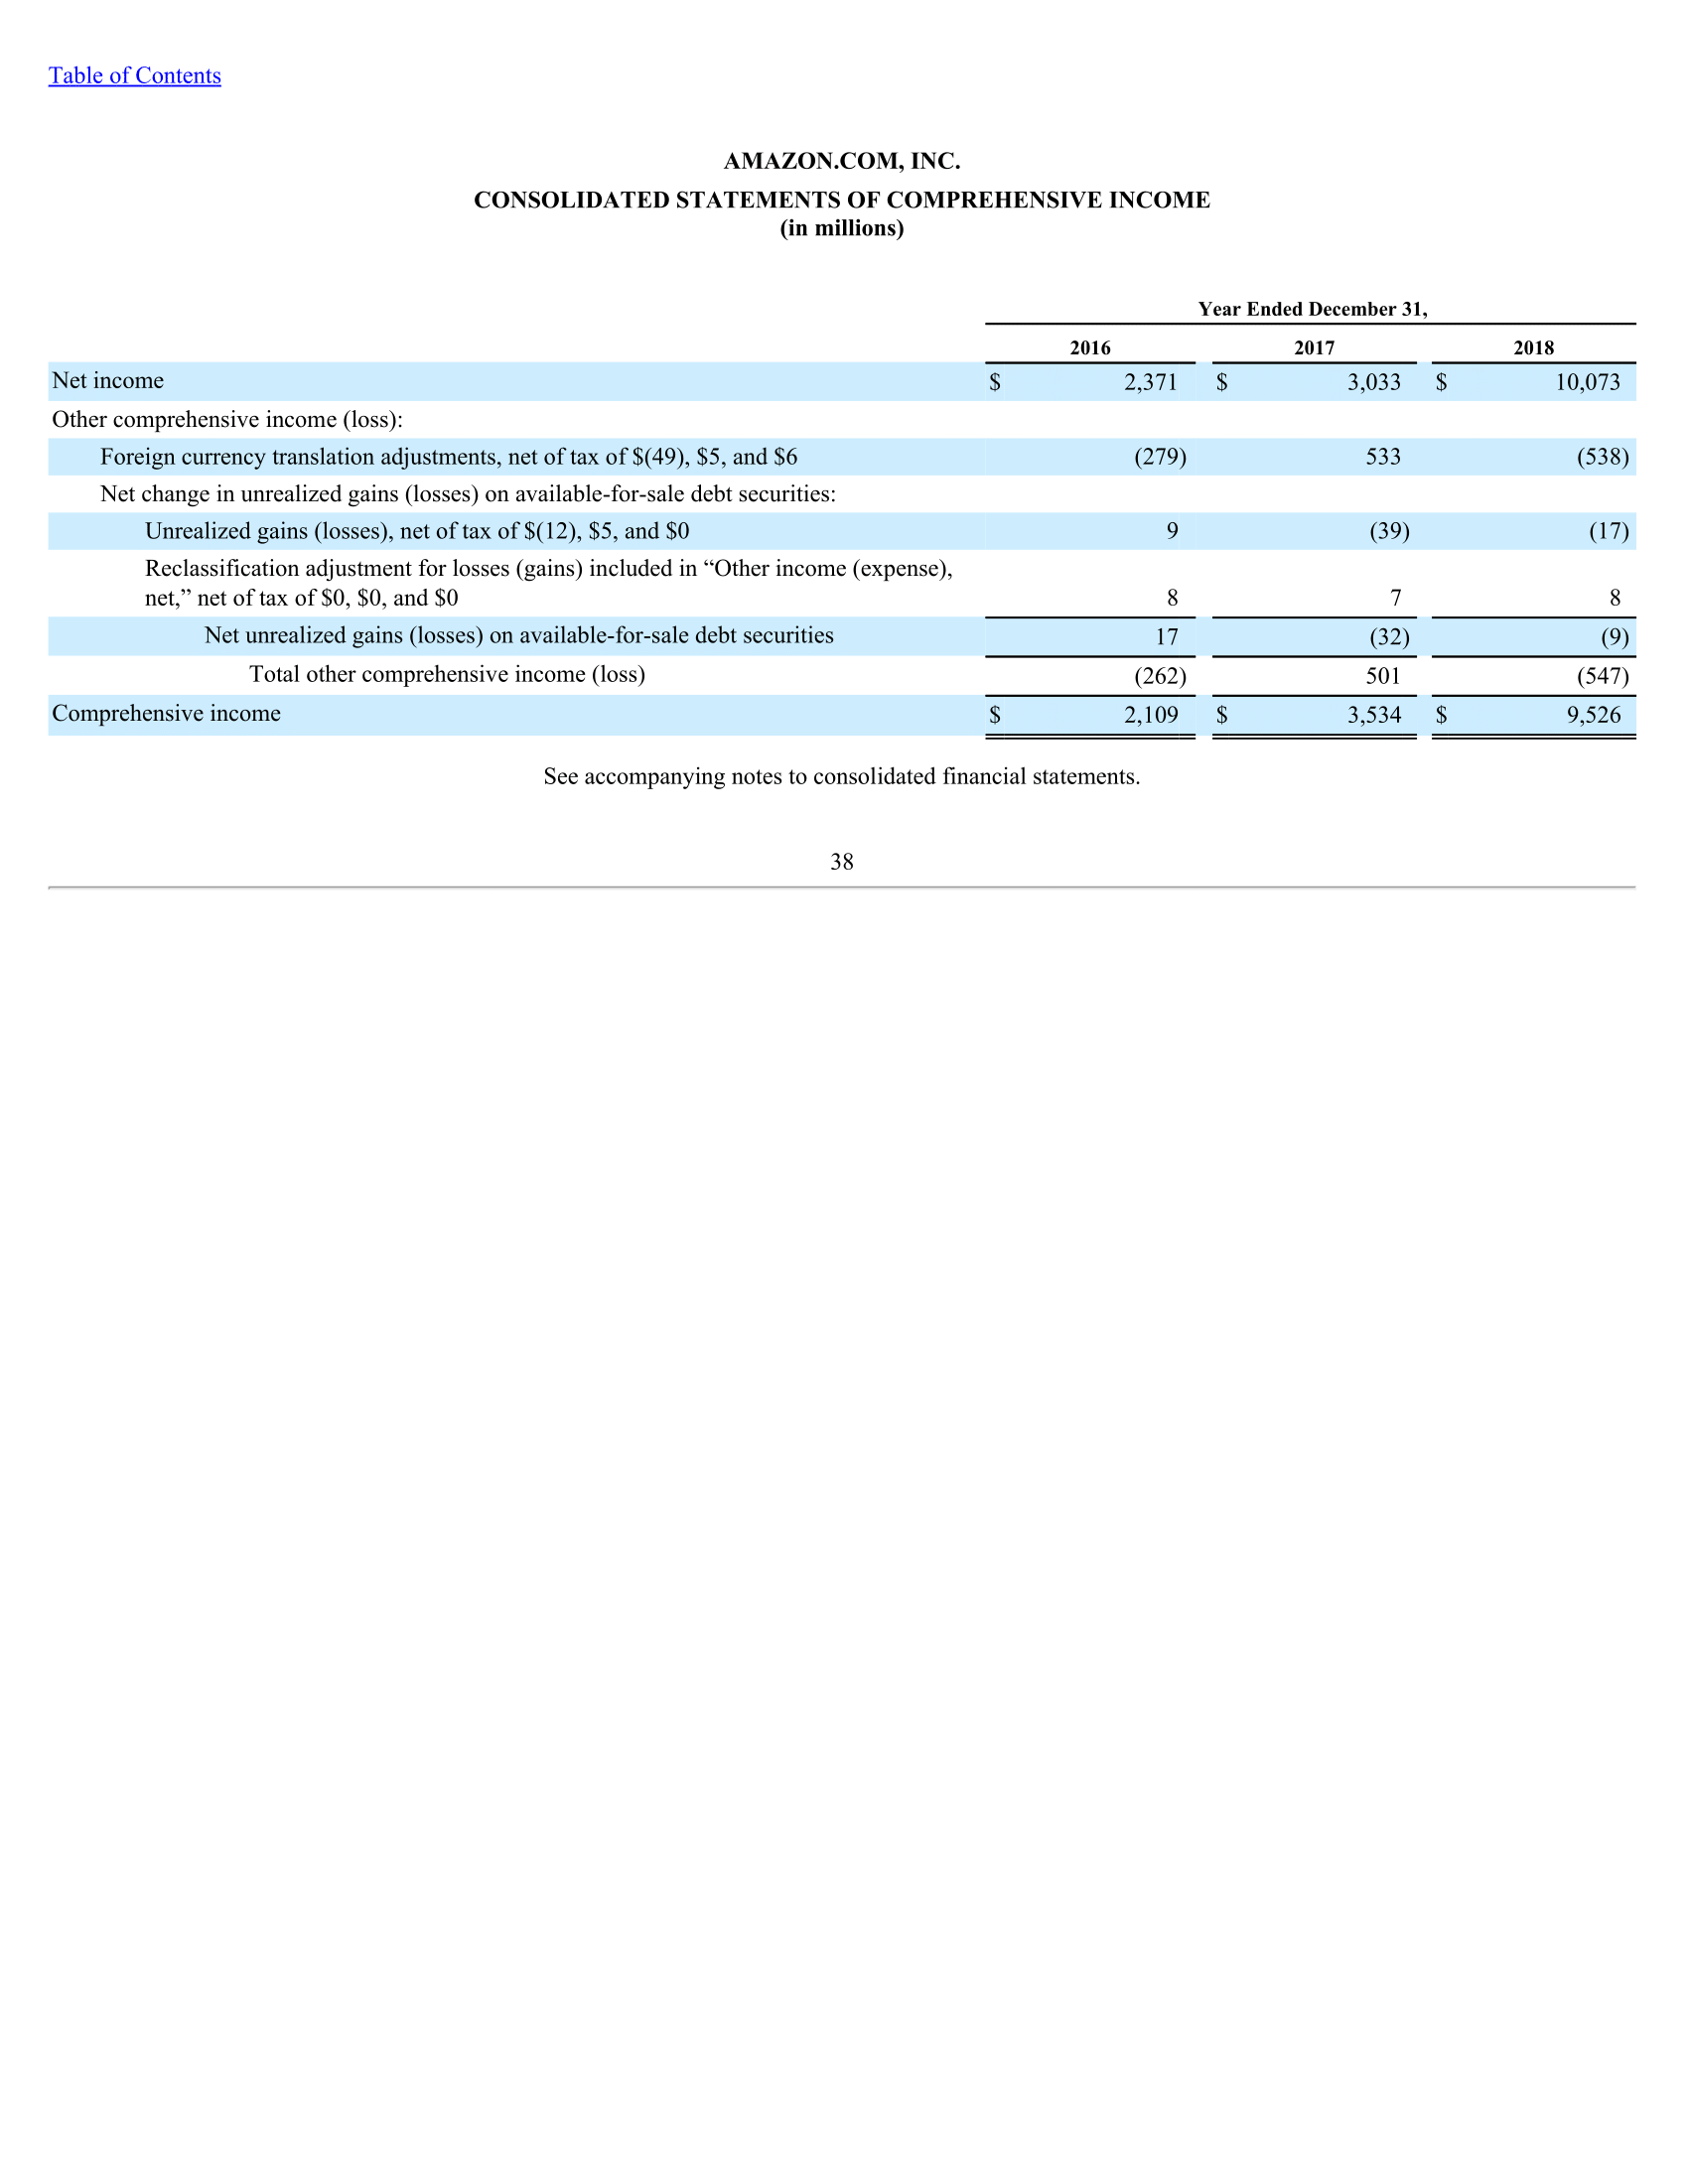 Table of Contents
AMAZON.COM, INC.
CONSOLIDATED STATEMENTS OF COMPREHENSIVE INCOME
(in millions)
Year Ended December 31,
2016 2017 2018
Net income $ 2,371 $ 3,033 $ 10,073
Other comprehensive income (loss):
Foreign currency translation adjustments, net of tax of $(49), $5, and $6 (279) 533 (538)
Net change in unrealized gains (losses) on available-for-sale debt securities:
Unrealized gains (losses), net of tax of $(12), $5, and $0 9 (39) (17)
Reclassification adjustment for losses (gains) included in “Other income (expense),
net,” net of tax of $0, $0, and $0 8 7 8
Net unrealized gains (losses) on available-for-sale debt securities 17 (32) (9)
Total other comprehensive income (loss) (262) 501 (547)
Comprehensive income $ 2,109 $ 3,534 $ 9,526
See accompanying notes to consolidated financial statements.
38